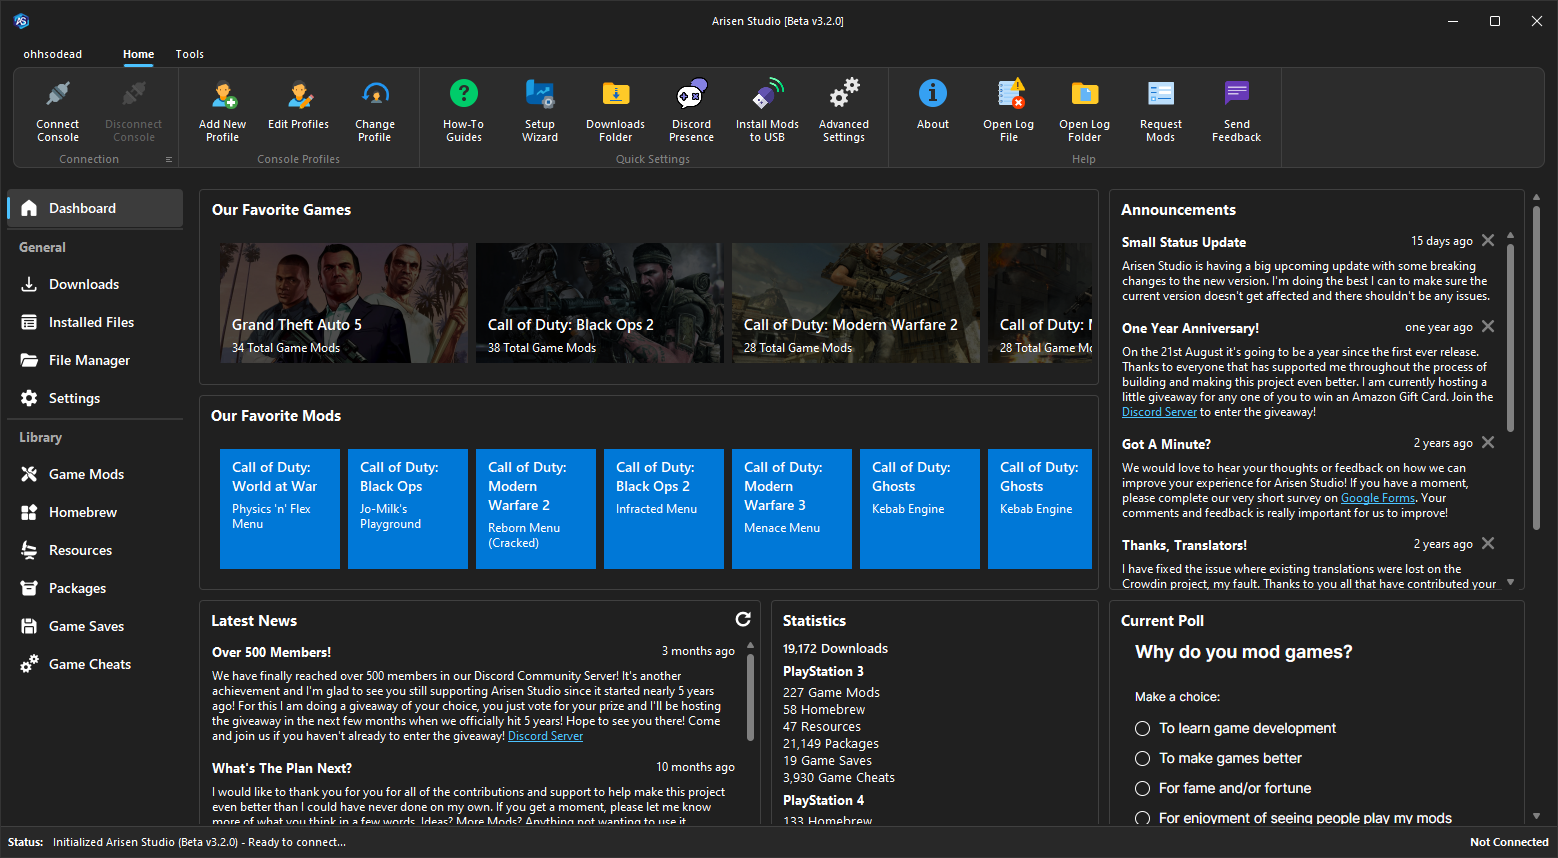 Arisen Studio [Beta v3.2.0]
ohhsodead
Home
Tools
Connect
Console
Disconnect
Console
Connection
Add New
Profile
Edit Profiles
Change
Profile
Console Profiles
How-To
Guides
Setup
Wizard
Downloads
Folder
Discord
Presence
Install Mods
to USB
Advanced
Settings
Quick Settings
About
Open Log
File
Open Log
Folder
Request
Mods
Send
Feedback
Help
Dashboard
General
Downloads
Installed Files
File Manager
Settings
Library
Game Mods
Homebrew
Resources
Packages
Game Saves
Game Cheats
Our Favorite Games
Grand Theft Auto 5
34 Total Game Mods
Call of Duty: Black Ops 2
38 Total Game Mods
Call of Duty: Modern Warfare 2
28 Total Game Mods
Call of Duty: M
28 Total Game Mo
Our Favorite Mods
Call of Duty:
World at War
Physics 'n' Flex
Menu
Call of Duty:
Black Ops
Jo-Milk's
Playground
Call of Duty:
Modern
Warfare 2
Reborn Menu
(Cracked)
Call of Duty:
Black Ops 2
Infracted Menu
Call of Duty:
Modern
Warfare 3
Menace Menu
Call of Duty:
Ghosts
Kebab Engine
Call of Duty:
Ghosts
Kebab Engine
Announcements
Small Status Update 15 days ago
Arisen Studio is having a big upcoming update with some breaking
changes to the new version. I'm doing the best I can to make sure the
current version doesn't get affected and there shouldn't be any issues.
One Year Anniversary! one year ago
On the 21st August it's going to be a year since the first ever release.
Thanks to everyone that has supported me throughout the process of
building and making this project even better. I am currently hosting a
little giveaway for any one of you to win an Amazon Gift Card. Join the
Discord Server to enter the giveaway!
Got A Minute? 2 years ago
We would love to hear your thoughts or feedback on how we can
improve your experience for Arisen Studio! If you have a moment,
please complete our very short survey on Google Forms. Your
comments and feedback is really important for us to improve!
Thanks, Translators! 2 years ago
I have fixed the issue where existing translations were lost on the
Crowdin project, my fault. Thanks to you all that have contributed your
Latest News
Over 500 Members! 3 months ago
We have finally reached over 500 members in our Discord Community Server! It's another
achievement and I'm glad to see you still supporting Arisen Studio since it started nearly 5 years
ago! For this I am doing a giveaway of your choice, you just vote for your prize and I'll be hosting
the giveaway in the next few months when we officially hit 5 years! Hope to see you there! Come
and join us if you haven't already to enter the giveaway! Discord Server
What's The Plan Next? 10 months ago
I would like to thank you for you for all of the contributions and support to help make this project
even better than I could have never done on my own. If you get a moment, please let me know
more of what you think in a few words. Ideas? More Mods? Anything not wanting to use it
Statistics
19,172 Downloads
PlayStation 3
227 Game Mods
58 Homebrew
47 Resources
21,149 Packages
19 Game Saves
3,930 Game Cheats
PlayStation 4
133 Homebrew
Current Poll
Why do you mod games?
Make a choice:
To learn game development
To make games better
For fame and/or fortune
For enjoyment of seeing people play my mods
Status: Initialized Arisen Studio (Beta v3.2.0) - Ready to connect...
Not Connected